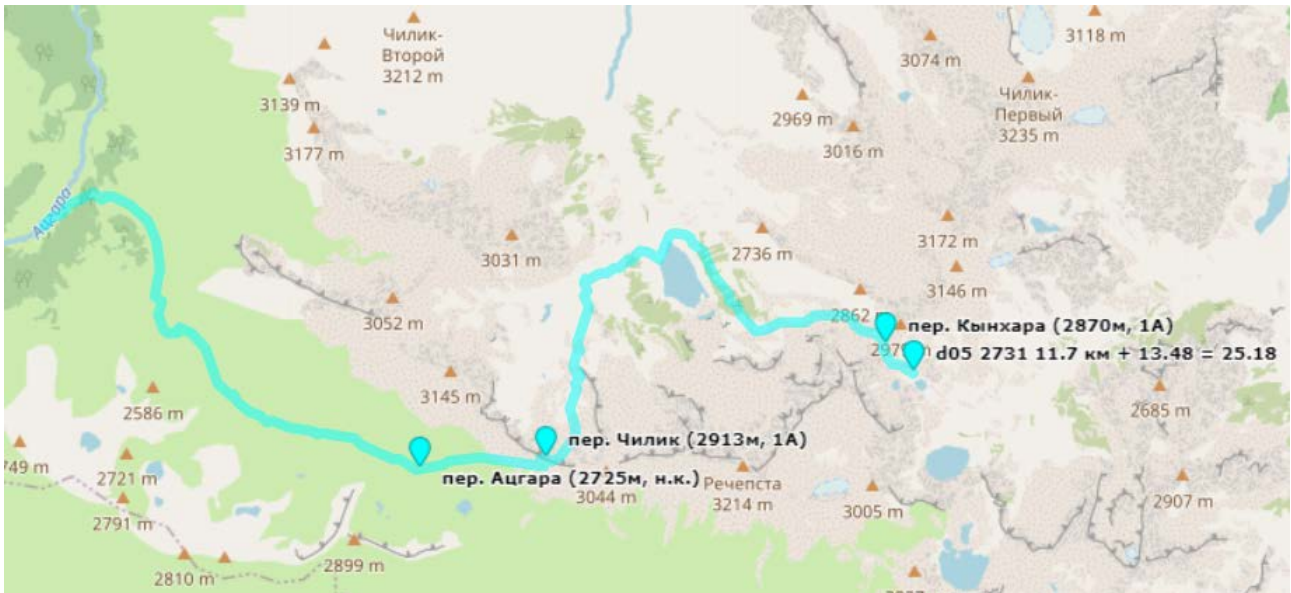 Чилик-
Второй
3212 m
3118 m
3074 m
3139 m
Чилик-
Первый
3235 m
2969 m
3016 m
3177 m
Ацгара
3172 m
2736 m
3031 m
3146 m
2862 m
3052 m
пер. Кынхара (2870м, 1А)
d05 2731 11.7 км + 13.48 = 25.18
3145 m
2586 m
2685 m
пер. Чилик (2913м, 1А)
749 m
2721 m
пер. Ацгара (2725м, н.к.)
3044 m
Речепста
3214 m
2907 m
3005 m
2791 m
2899 m
2810 m